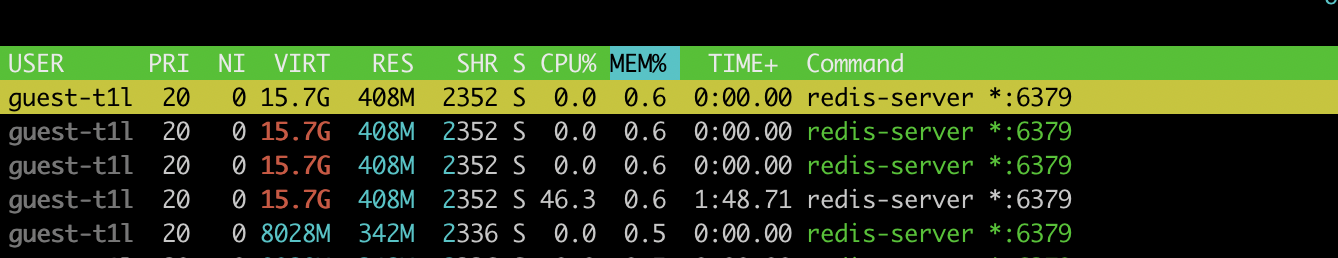 USER PRI NI VIRT RES SHR S CPU% MEM% TIME+ Command
guest-t1l 20 0 15.7G 408M 2352 S 0.0 0.6 0:00.00 redis-server *:6379
guest-t1l 20 0 15.7G 408M 2352 S 0.0 0.6 0:00.00 redis-server *:6379
guest-t1l 20 0 15.7G 408M 2352 S 0.0 0.6 0:00.00 redis-server *:6379
guest-t1l 20 0 15.7G 408M 2352 S 46.3 0.6 1:48.71 redis-server *:6379
guest-t1l 20 0 8028M 342M 2336 S 0.0 0.5 0:00.00 redis-server *:6379